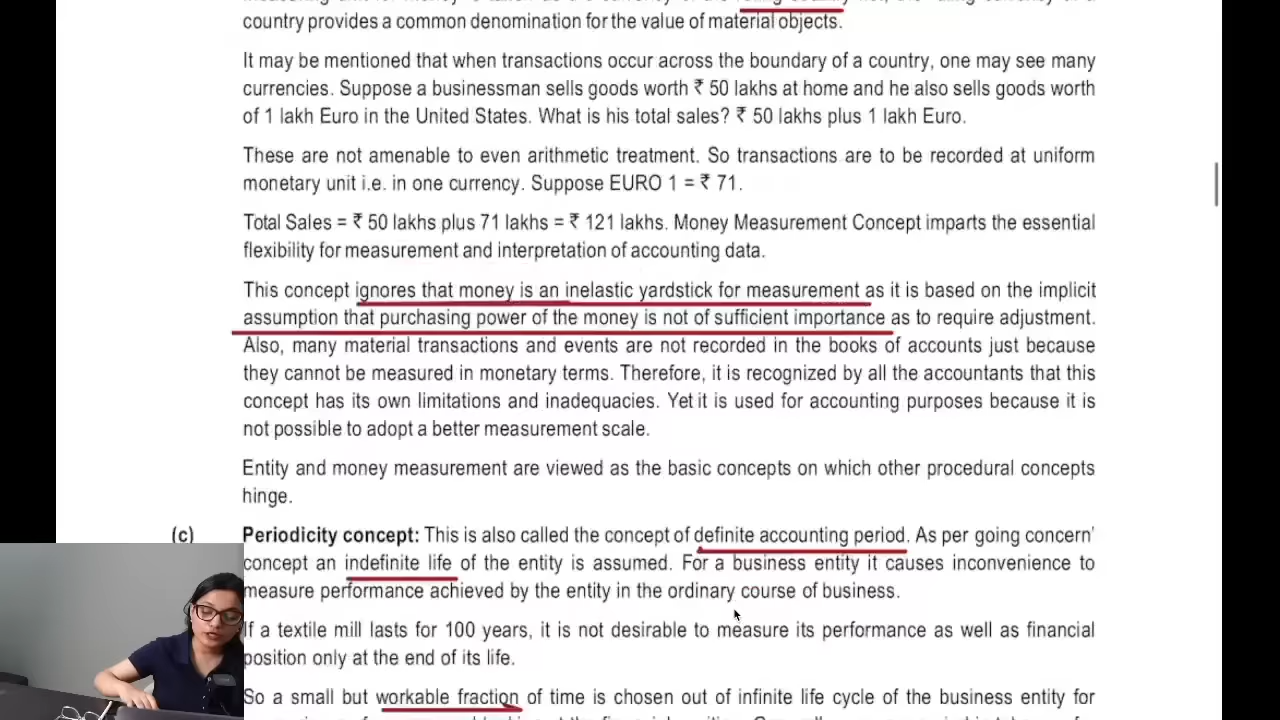 country provides a common denomination for the value of material objects.
It may be mentioned that when transactions occur across the boundary of a country, one may see many
currencies. Suppose a businessman sells goods worth ₹ 50 lakhs at home and he also sells goods worth
of 1 lakh Euro in the United States. What is his total sales? ₹ 50 lakhs plus 1 lakh Euro.
These are not amenable to even arithmetic treatment. So transactions are to be recorded at uniform
monetary unit i.e. in one currency. Suppose EURO 1 = ₹ 71.
Total Sales = ₹ 50 lakhs plus 71 lakhs = ₹ 121 lakhs. Money Measurement Concept imparts the essential
flexibility for measurement and interpretation of accounting data.
This concept ignores that money is an inelastic yardstick for measurement as it is based on the implicit
assumption that purchasing power of the money is not of sufficient importance as to require adjustment.
Also, many material transactions and events are not recorded in the books of accounts just because
they cannot be measured in monetary terms. Therefore, it is recognized by all the accountants that this
concept has its own limitations and inadequacies. Yet it is used for accounting purposes because it is
not possible to adopt a better measurement scale.
Entity and money measurement are viewed as the basic concepts on which other procedural concepts
hinge.
(c) Periodicity concept: This is also called the concept of definite accounting period. As per going concern'
concept an indefinite life of the entity is assumed. For a business entity it causes inconvenience to
measure performance achieved by the entity in the ordinary course of business.
If a textile mill lasts for 100 years, it is not desirable to measure its performance as well as financial
position only at the end of its life.
So a small but workable fraction of time is chosen out of infinite life cycle of the business entity for